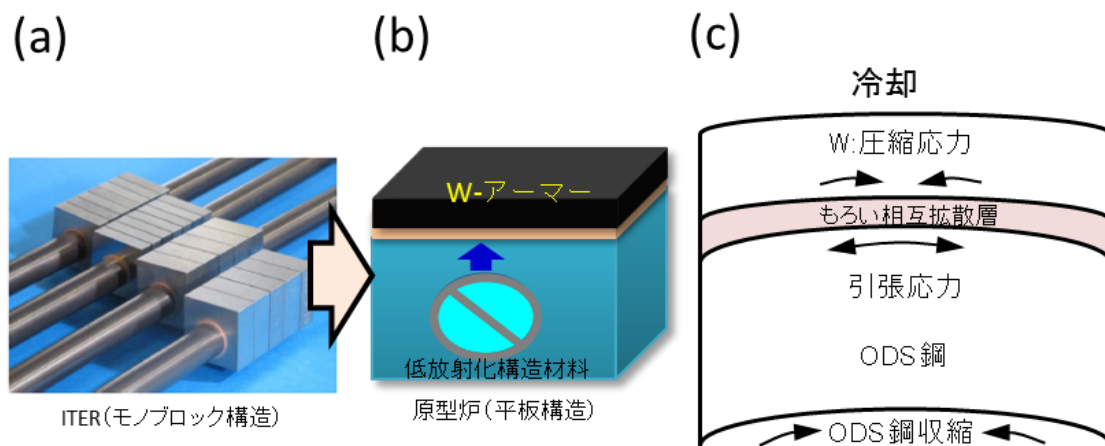 (a)
ITER(モノブロック構造)
(b)
W-アーマー
低放射化構造材料
原型炉(平板構造)
(c)
冷却
W:圧縮応力
もろい相互拡散層
引張応力
ODS鋼
ODS鋼収縮